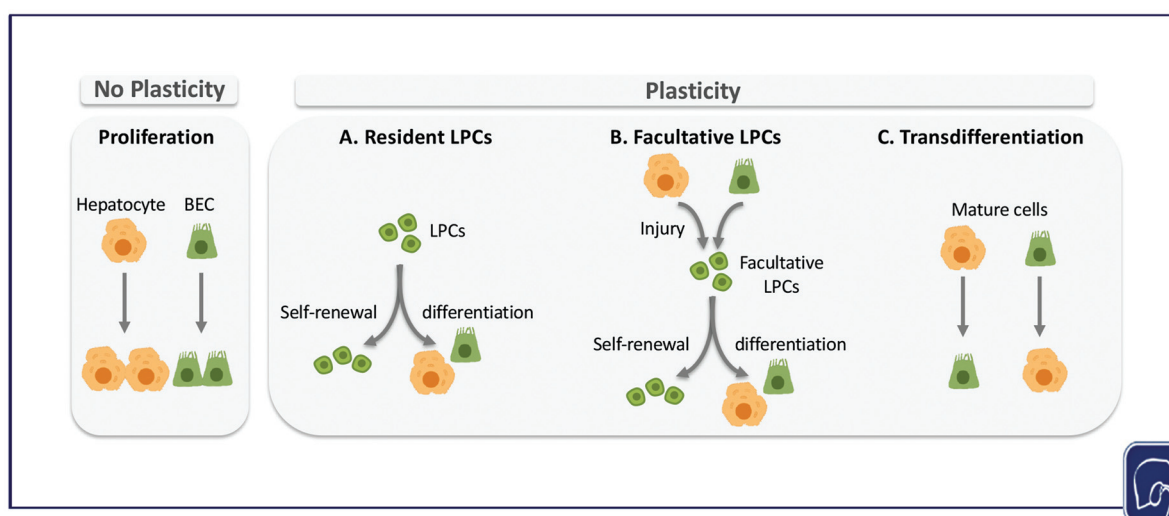 No Plasticity
Plasticity
Proliferation
Hepatocyte BEC
A. Resident LPCs
LPCs
Self-renewal differentiation
B. Facultative LPCs
Injury
Facultative
LPCs
Self-renewal differentiation
C. Transdifferentiation
Mature cells